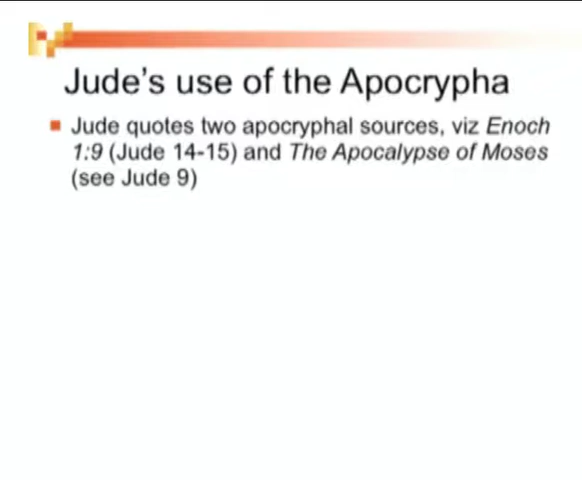 Jude's use of the Apocrypha
Jude quotes two apocryphal sources, viz Enoch
1:9 (Jude 14-15) and The Apocalypse of Moses
(see Jude 9)